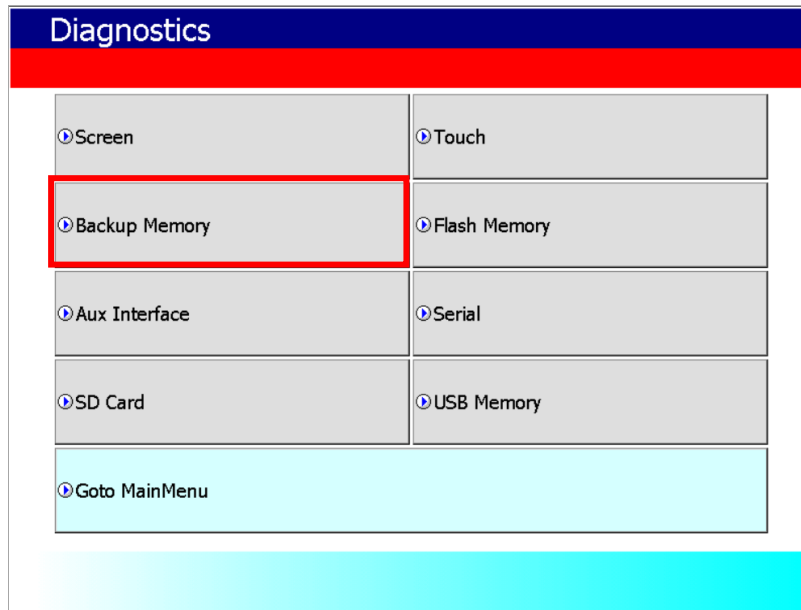 Diagnostics
Screen
Touch
Backup Memory
Flash Memory
Aux Interface
Serial
SD Card
USB Memory
Goto MainMenu